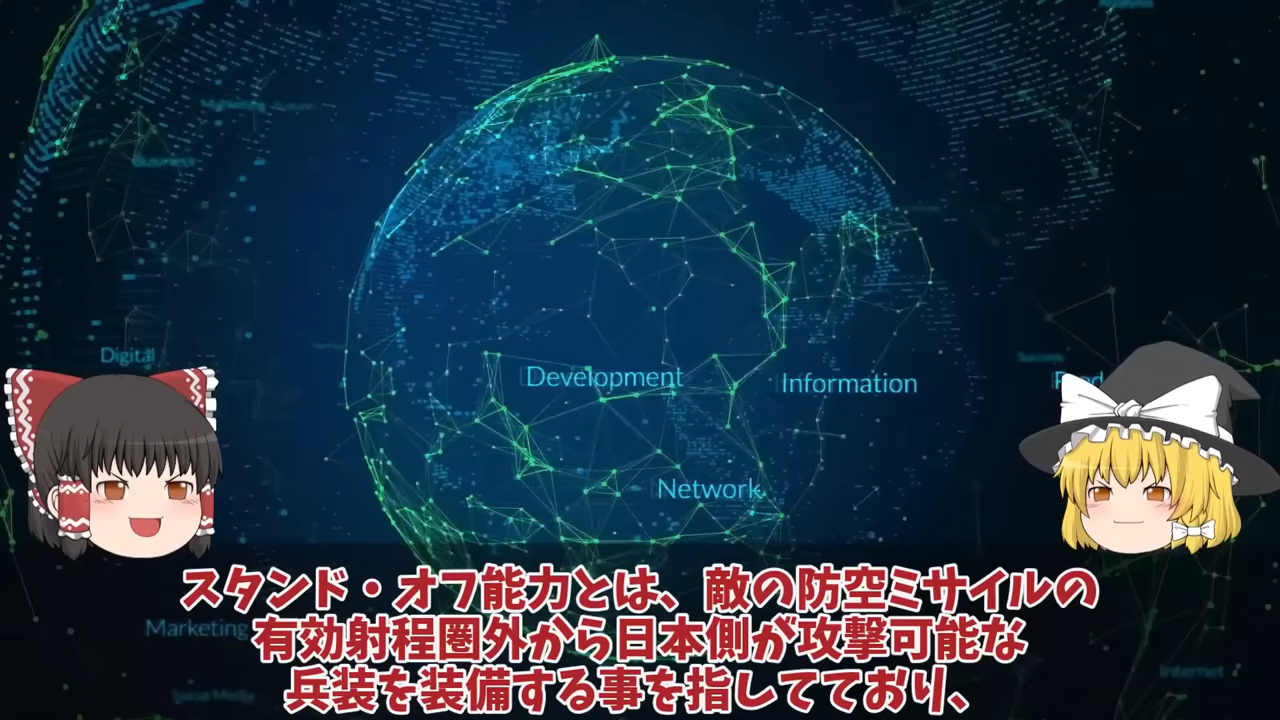 Digital
Development
Information
Network
Marketing
スタンド・オフ能力とは、敵の防空ミサイルの
有効射程圏外から日本側が攻撃可能な
兵装を装備する事を指してており、